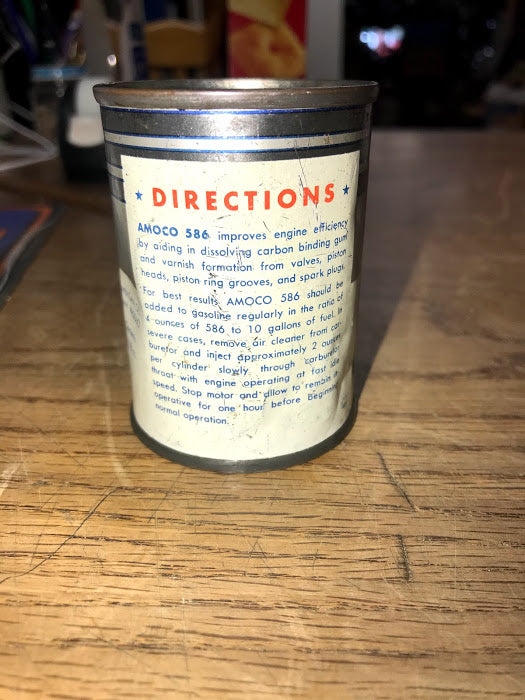 ★ DIRECTIONS ★
AMOCO 586 improves engine efficiency
by aiding in dissolving carbon binding gum
and varnish formation from valves, piston
heads, piston ring grooves, and spark plugs.
For best results, AMOCO 586 should be
added to gasoline regularly in the ratio of
4 ounces of 586 to 10 gallons of fuel. In
severe cases, remove air cleaner from car-
buretor and inject approximately 2 ounces
per cylinder slowly through carburetor
throat with engine operating at fast idle
speed. Stop motor and allow to remain
operative for one hour before Beginning
normal operation.